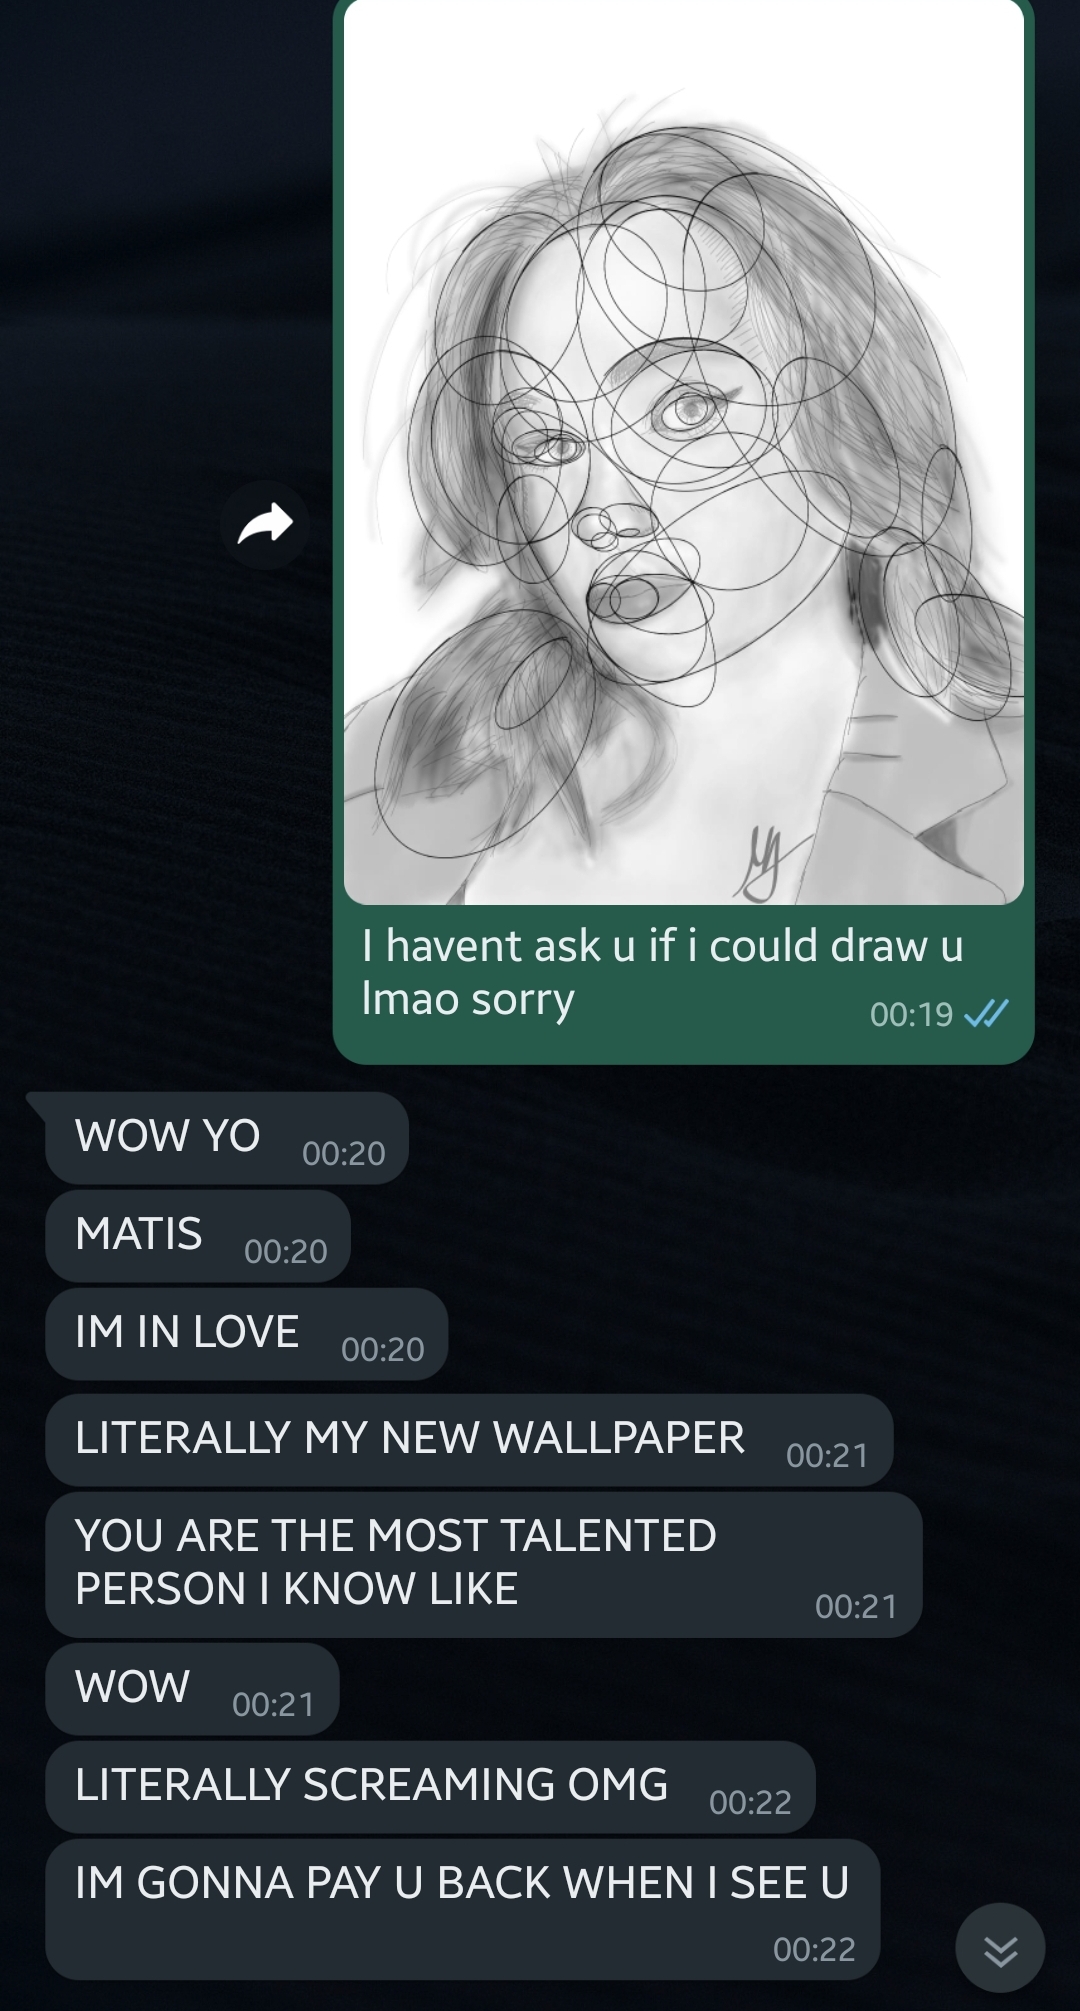 I havent ask u if i could draw u
lmao sorry
00:19
WOW YO
00:20
MATIS
00:20
IM IN LOVE
00:20
LITERALLY MY NEW WALLPAPER
00:21
YOU ARE THE MOST TALENTED
PERSON I KNOW LIKE
00:21
WOW
00:21
LITERALLY SCREAMING OMG
00:22
IM GONNA PAY U BACK WHEN I SEE U
00:22